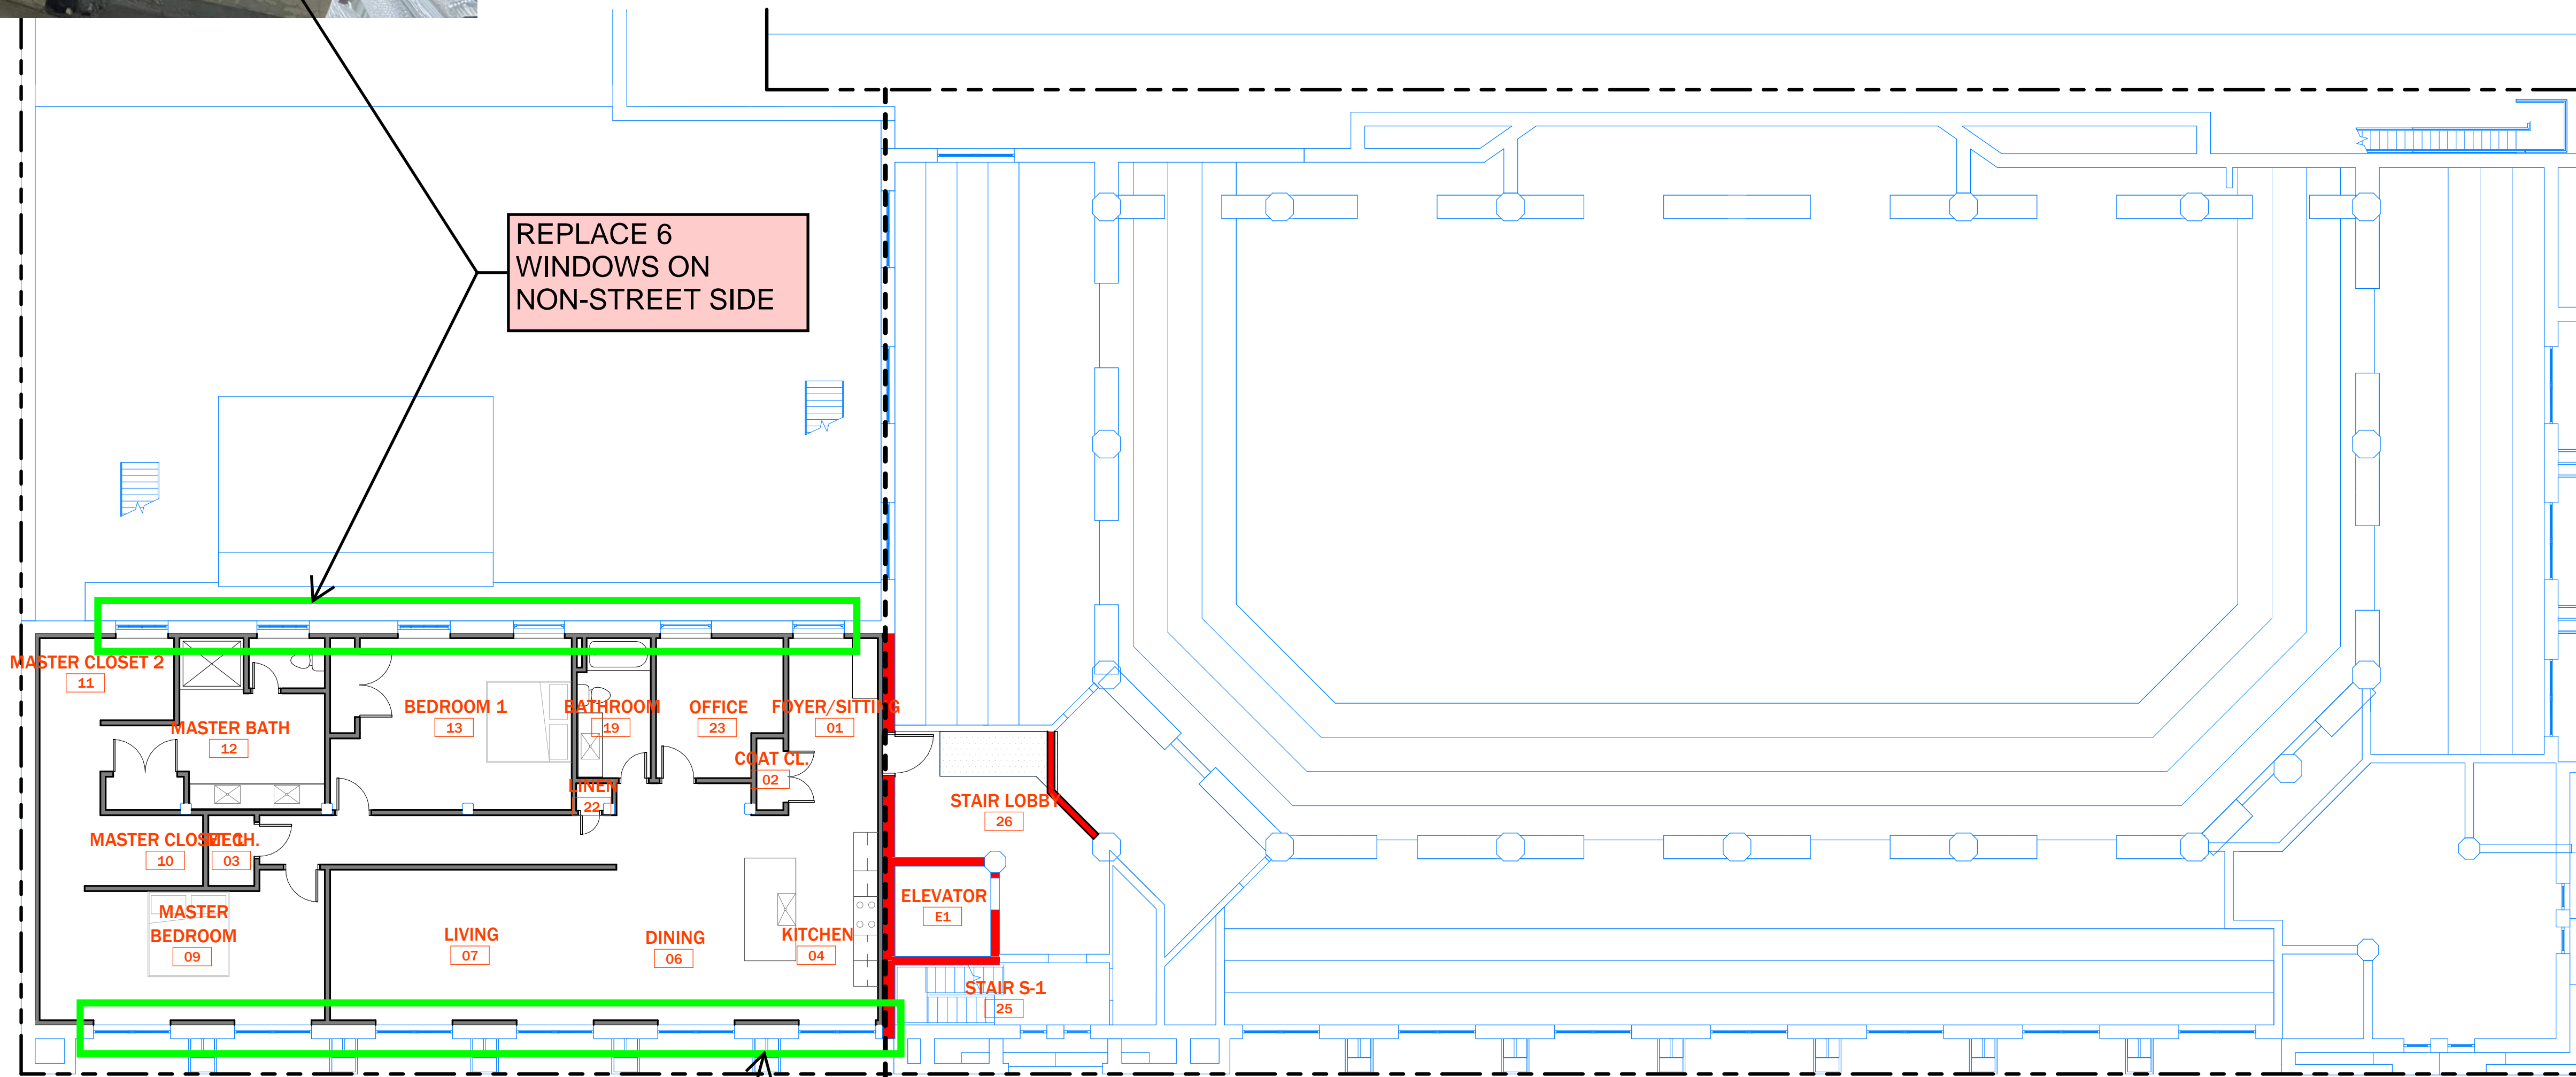 REPLACE 6
WINDOWS ON
NON-STREET SIDE
MASTER CLOSET 2
11
MASTER BATH
12
BEDROOM 1
13
BATHROOM
19
OFFICE
23
FOYER/SITTING
01
COAT CL.
02
LINEN
22
MASTER CLOSET 1
10
MECH.
03
STAIR LOBBY
26
ELEVATOR
E1
MASTER
BEDROOM
09
LIVING
07
DINING
06
KITCHEN
04
STAIR S-1
25